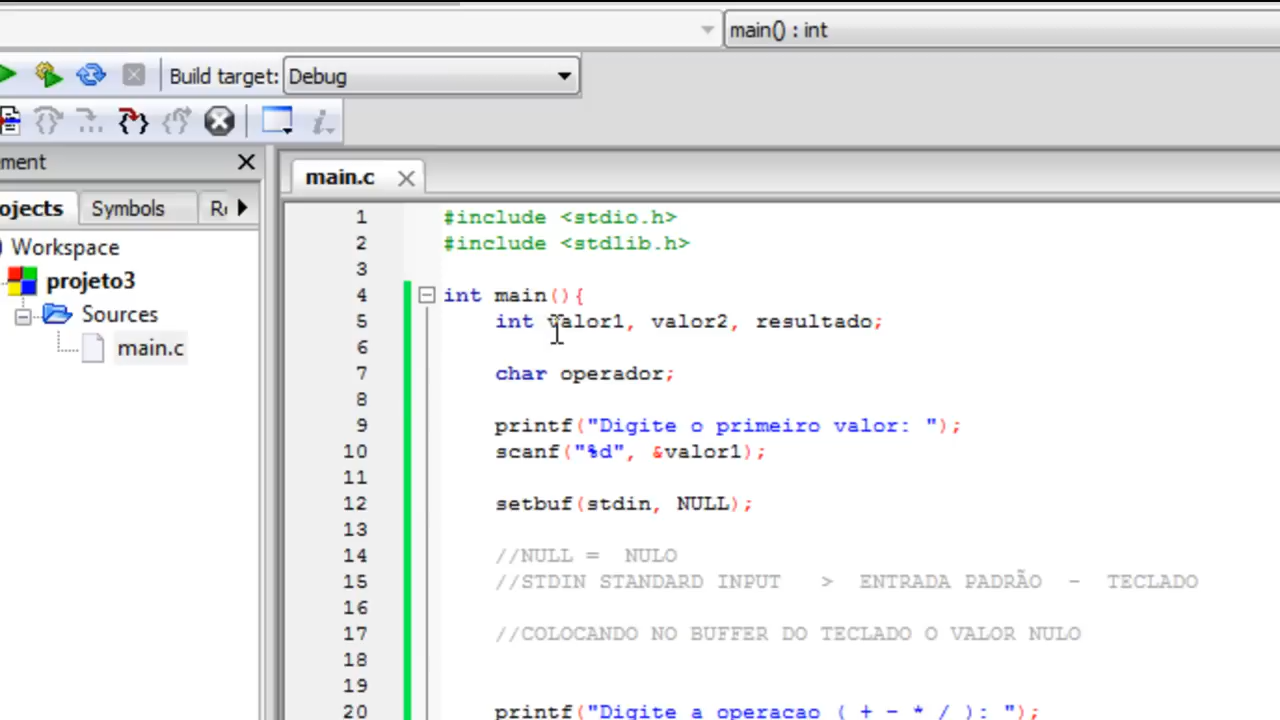 main() : int
Build target: Debug
ment
ojects Symbols R
Workspace
projeto3
Sources
main.c
main.c
1 #include <stdio.h>
2 #include <stdlib.h>
3
4 int main(){
5 int valor1, valor2, resultado;
6
7 char operador;
8
9 printf("Digite o primeiro valor: ");
10 scanf("%d", &valor1);
11
12 setbuf(stdin, NULL);
13
14 //NULL = NULO
15 //STDIN STANDARD INPUT > ENTRADA PADRÃO - TECLADO
16
17 //COLOCANDO NO BUFFER DO TECLADO O VALOR NULO
18
19
20 printf("Digite a operacao ( + - * / ): ");